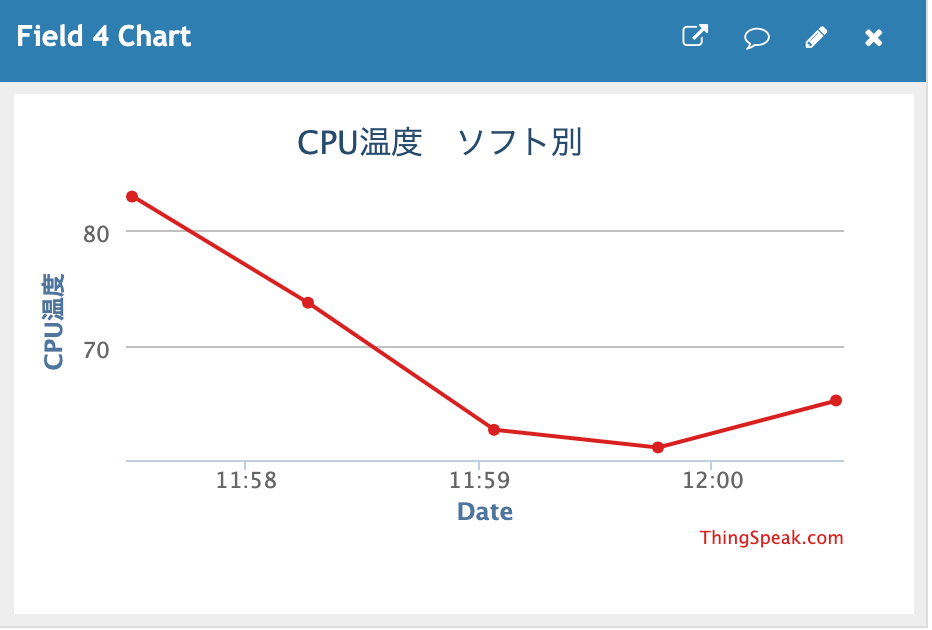 Field 4 Chart
CPU温度　ソフト別
80
70
CPU温度
11:58 11:59 12:00
Date
ThingSpeak.com